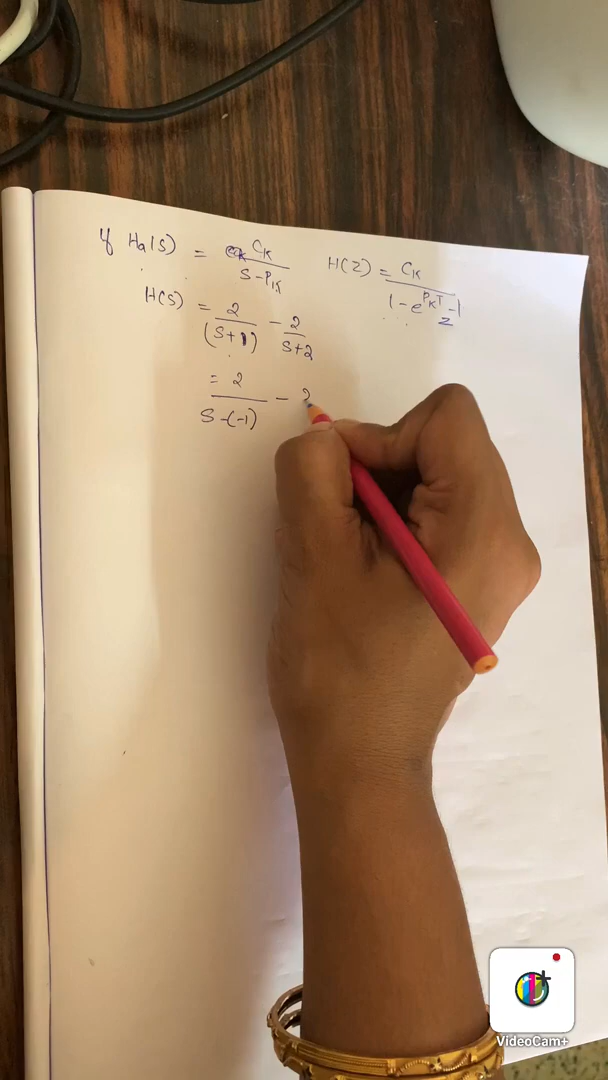 If Ha(s) = Ck / (s - Pk)    H(z) = Ck / (1 - e^(PkT) z^-1)
H(s) = 2 / (s+1) - 2 / (s+2)
= 2 / (s-(-1)) - 2
VideoCam+